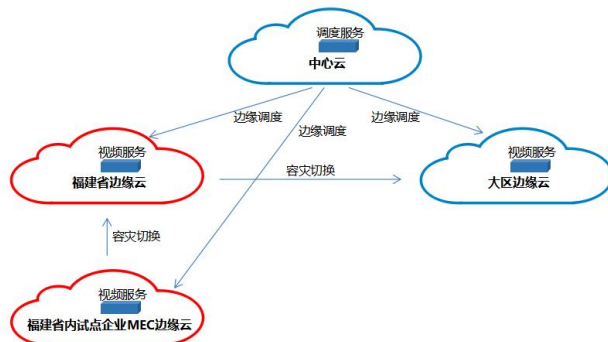 调度服务
中心云
边缘调度
边缘调度
边缘调度
视频服务
福建省边缘云
容灾切换
视频服务
大区边缘云
容灾切换
视频服务
福建省内试点企业MEC边缘云